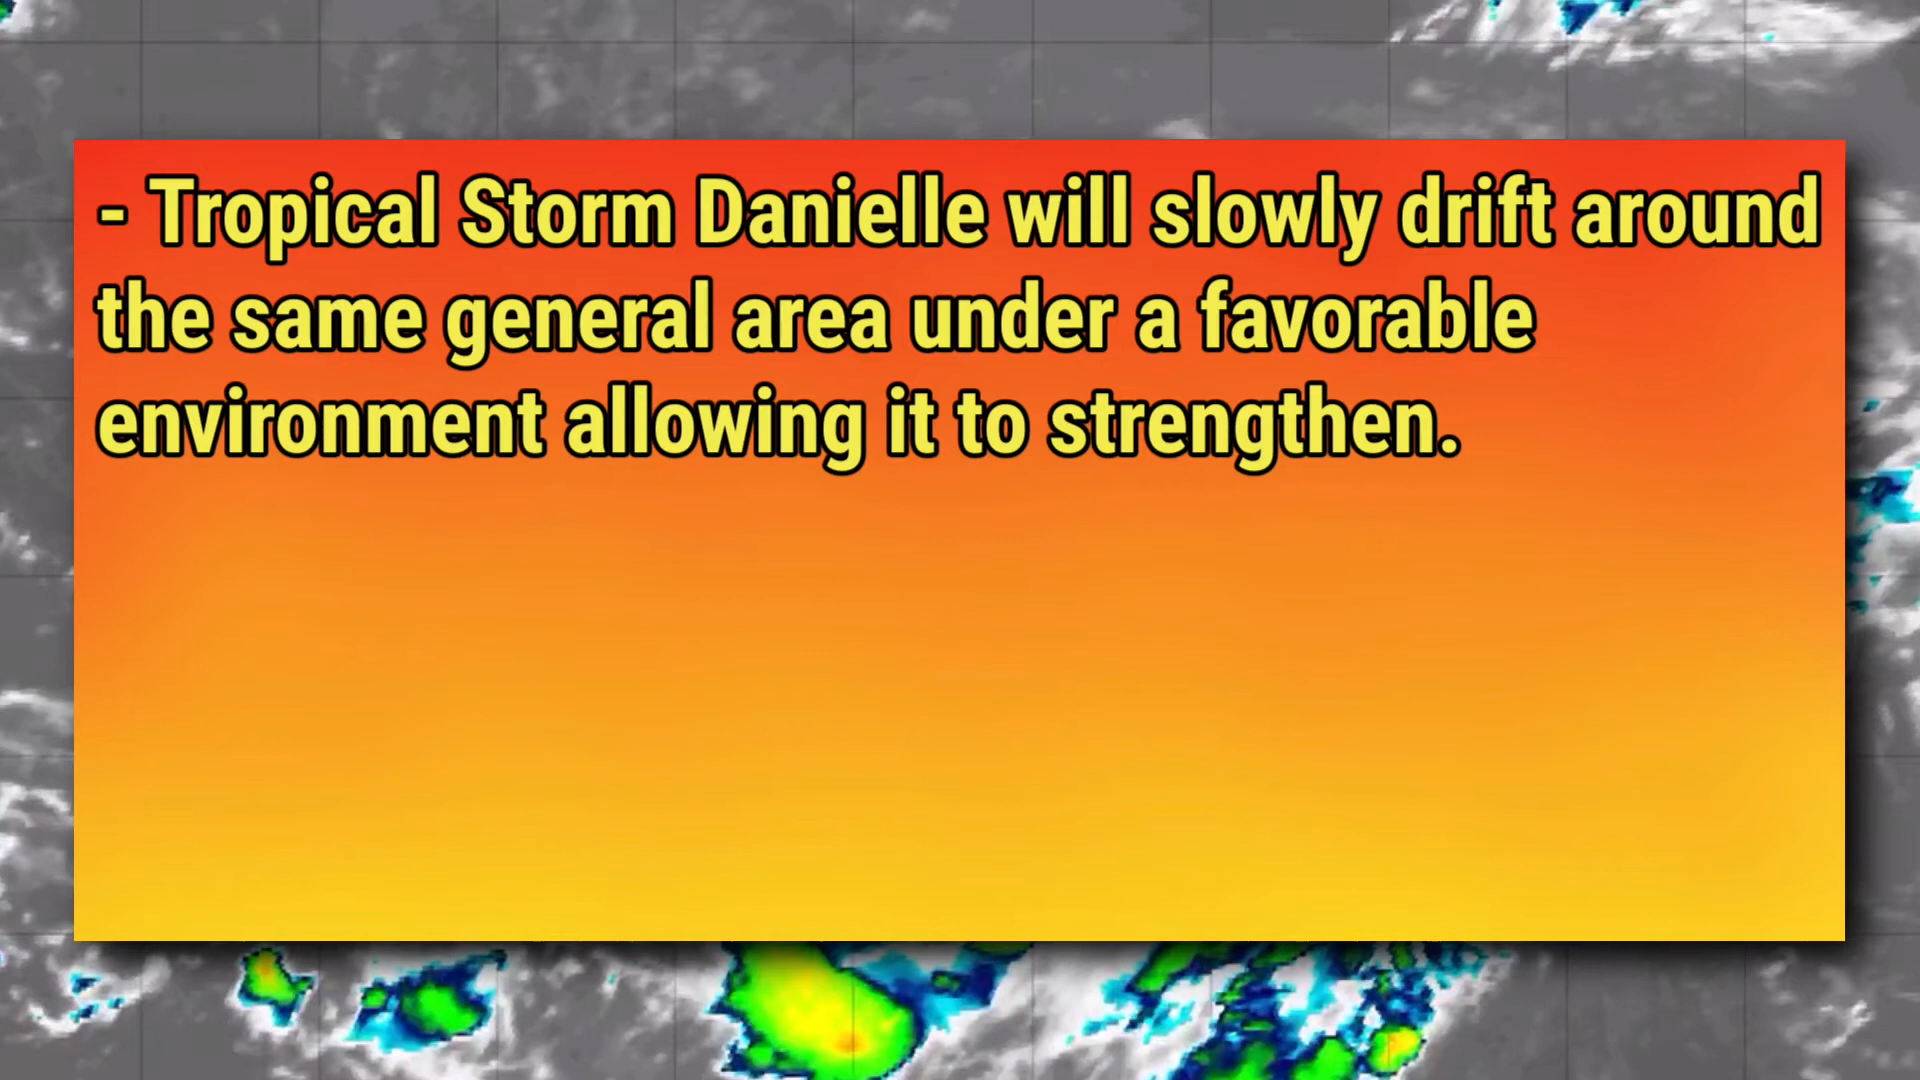 - Tropical Storm Danielle will slowly drift around
the same general area under a favorable
environment allowing it to strengthen.